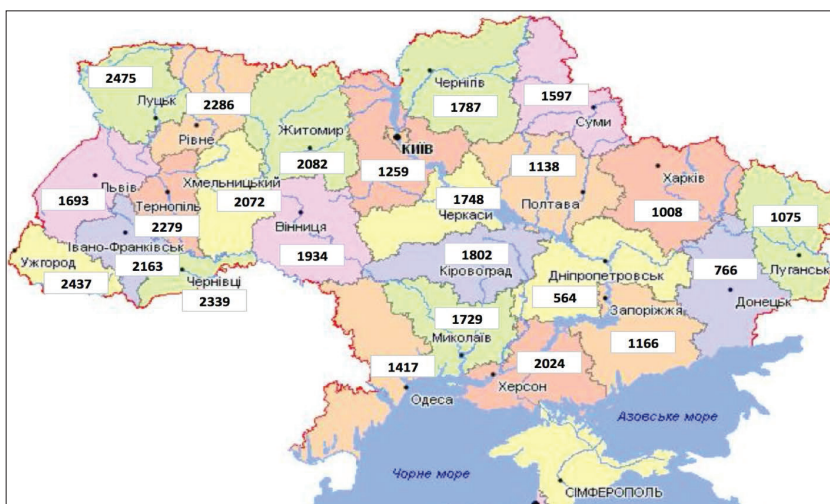 2475
Луцьк
2286
Рівне
Житомир
2082
Чернігів
1787
1597
Суми
КИЇВ
1259
1138
Полтава
Харків
1008
1075
Луганськ
Львів
1693
Тернопіль
2279
Хмельницький
2072
Вінниця
1934
1748
Черкаси
Івано-Франківськ
2163
Ужгород
2437
Чернівці
2339
1802
Кіровоград
Дніпропетровськ
564
766
Донецьк
Запоріжжя
1166
1729
Миколаїв
1417
Одеса
2024
Херсон
Азовське море
Чорне море
СІМФЕРОПОЛЬ